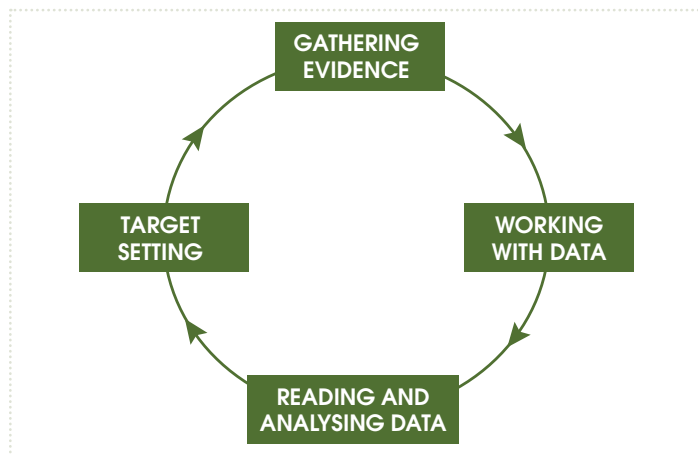 GATHERING
EVIDENCE
TARGET
SETTING
WORKING
WITH DATA
READING AND
ANALYSING DATA